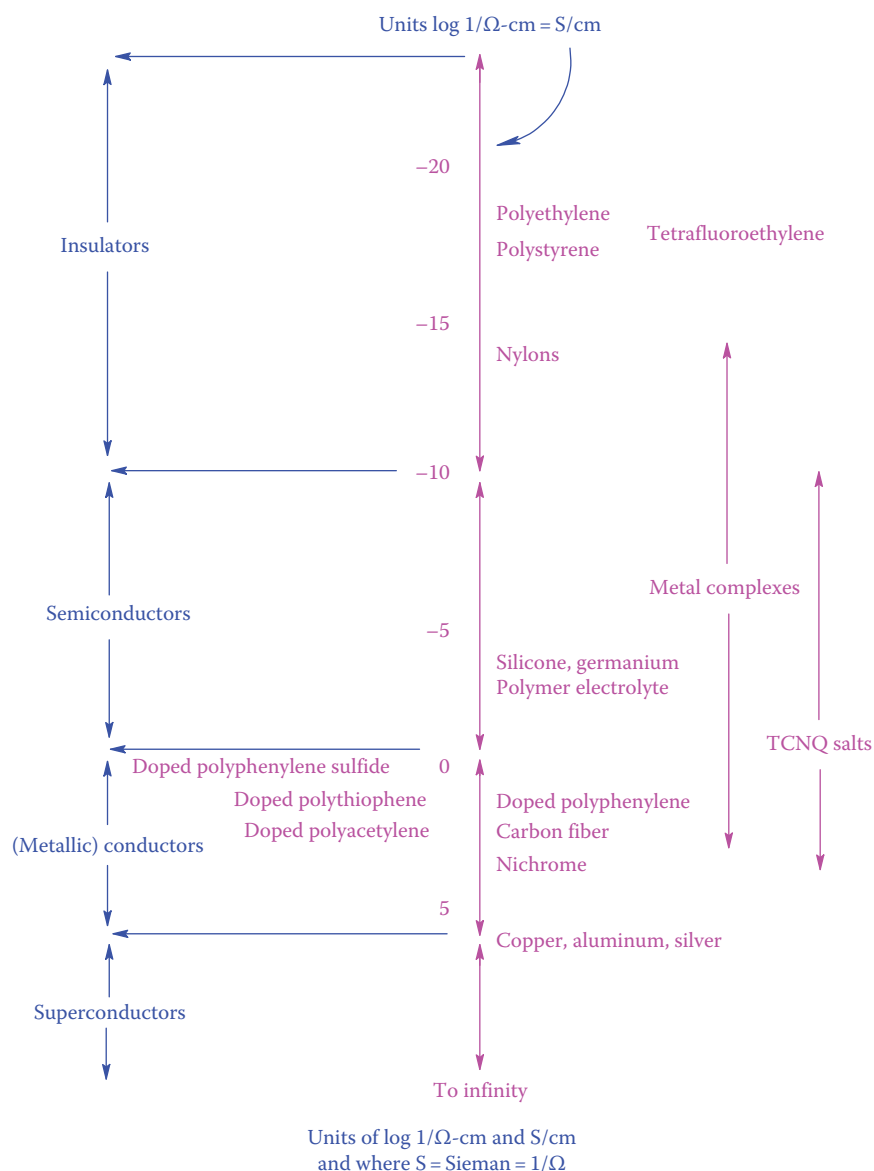 Units log 1/Ω-cm = S/cm
–20
Polyethylene
Tetrafluoroethylene
Insulators
Polystyrene
–15
Nylons
–10
Metal complexes
Semiconductors
–5
Silicone, germanium
Polymer electrolyte
TCNQ salts
Doped polyphenylene sulfide
0
Doped polythiophene
Doped polyphenylene
Doped polyacetylene
Carbon fiber
(Metallic) conductors
Nichrome
5
Copper, aluminum, silver
Superconductors
To infinity
Units of log 1/Ω-cm and S/cm
and where S = Sieman = 1/Ω